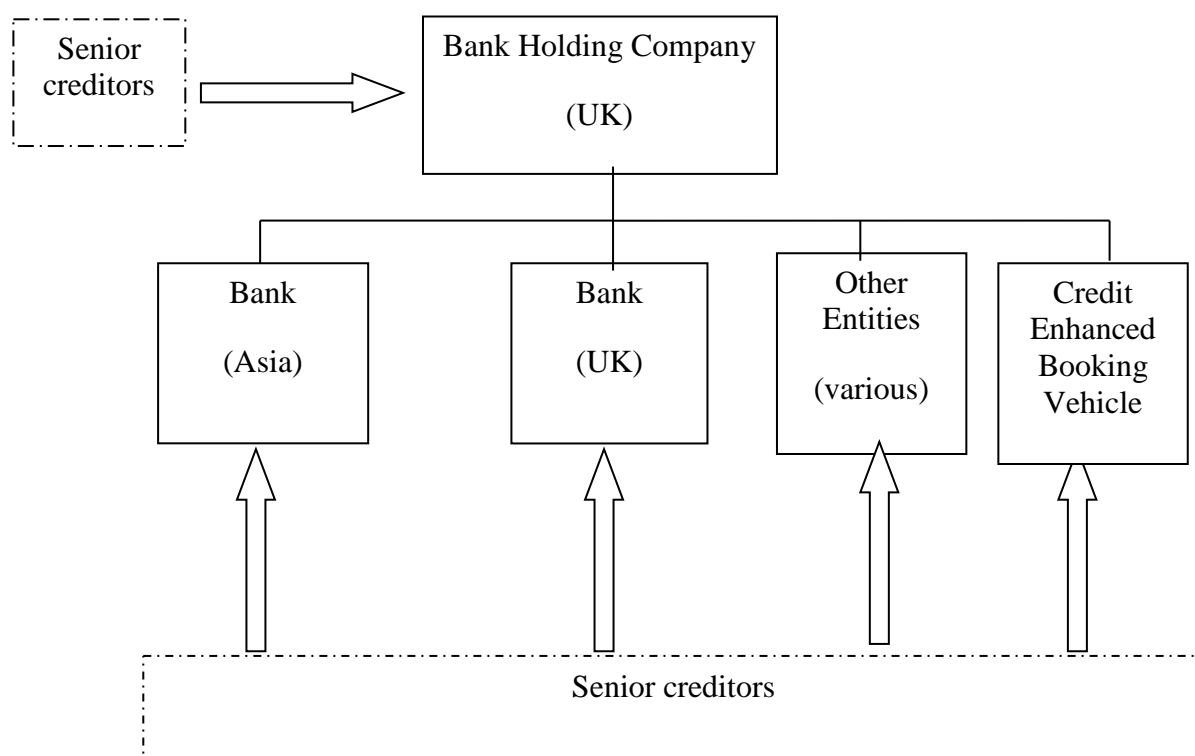 Senior
creditors
Bank Holding Company
(UK)
Bank
(Asia)
Bank
(UK)
Other
Entities
(various)
Credit
Enhanced
Booking
Vehicle
Senior creditors